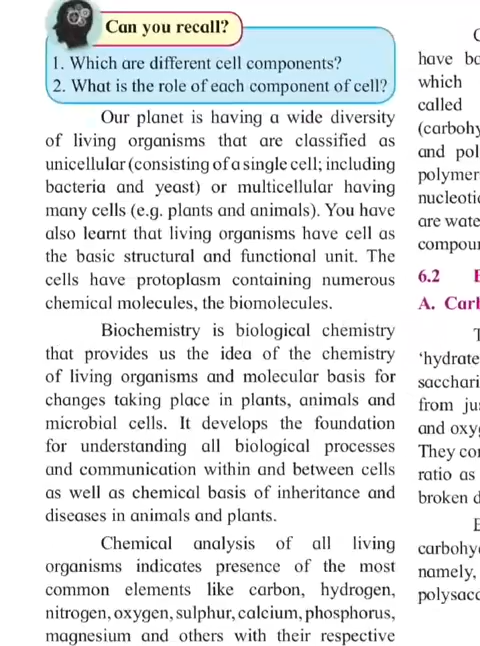 Can you recall?
1. Which are different cell components?
2. What is the role of each component of cell?
Our planet is having a wide diversity
of living organisms that are classified as
unicellular (consisting of a single cell; including
bacteria and yeast) or multicellular having
many cells (e.g. plants and animals). You have
also learnt that living organisms have cell as
the basic structural and functional unit. The
cells have protoplasm containing numerous
chemical molecules, the biomolecules.
Biochemistry is biological chemistry
that provides us the idea of the chemistry
of living organisms and molecular basis for
changes taking place in plants, animals and
microbial cells. It develops the foundation
for understanding all biological processes
and communication within and between cells
as well as chemical basis of inheritance and
diseases in animals and plants.
Chemical analysis of all living
organisms indicates presence of the most
common elements like carbon, hydrogen,
nitrogen, oxygen, sulphur, calcium, phosphorus,
magnesium and others with their respective
have
which
called
and
are
6.2
A.
from
and
They
ratio as
broken
namely,